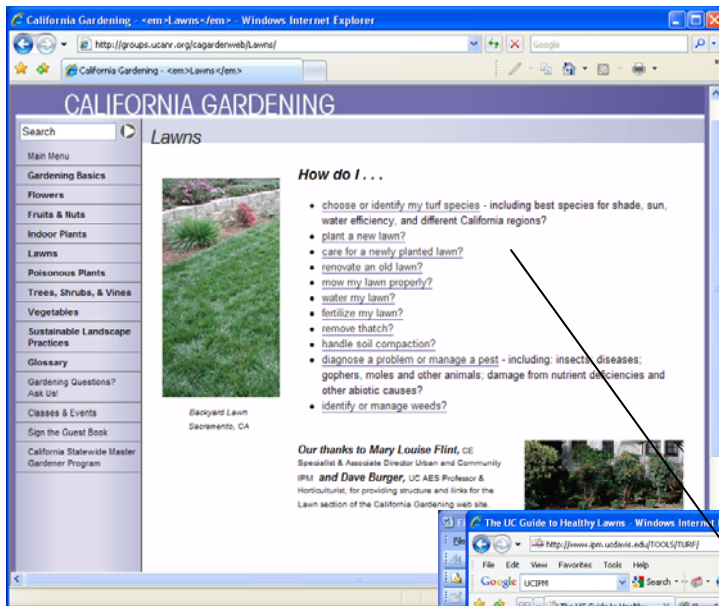 California Gardening - <em>Lawns</em> - Windows Internet Explorer
http://groups.ucanr.org/cagardenweb/Lawns/
Google
California Gardening - <em>Lawns</em>
CALIFORNIA GARDENING
Search
Lawns
Main Menu
Gardening Basics
Flowers
Fruits & Nuts
Indoor Plants
Lawns
Poisonous Plants
Trees, Shrubs, & Vines
Vegetables
Sustainable Landscape
Practices
Glossary
Gardening Questions?
Ask Us!
Classes & Events
Sign the Guest Book
California Statewide Master
Gardener Program
Backyard Lawn
Sacramento, CA
How do I . . .
choose or identify my turf species - including best species for shade, sun,
water efficiency, and different California regions?
plant a new lawn?
care for a newly planted lawn?
renovate an old lawn?
mow my lawn properly?
water my lawn?
fertilize my lawn?
remove thatch?
handle soil compaction?
diagnose a problem or manage a pest - including: insects, diseases;
gophers, moles and other animals; damage from nutrient deficiencies and
other abiotic causes?
identify or manage weeds?
Our thanks to Mary Louise Flint, CE
Specialist & Associate Director Urban and Community
IPM and Dave Burger, UC AES Professor &
Horticulturist, for providing structure and links for the
Lawn section of the California Gardening web site.
The UC Guide to Healthy Lawns - Windows Internet
http://www.ipm.ucdavis.edu/TOOLS/TURF/
File Edit View Favorites Tools Help
Google UCIPM Search